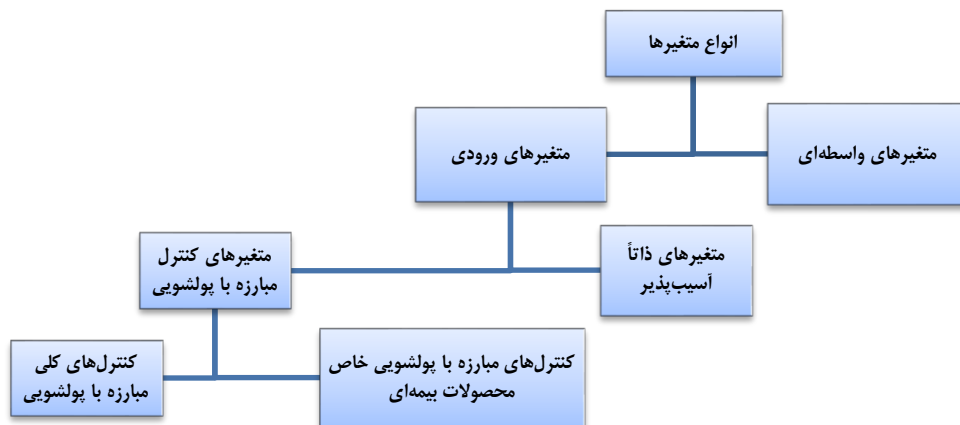 انواع متغیرها
متغیرهای واسطه‌ای
متغیرهای ورودی
متغیرهای ذاتاً
آسیب‌پذیر
متغیرهای کنترل
مبارزه با پولشویی
کنترل‌های مبارزه با پولشویی خاص
محصولات بیمه‌ای
کنترل‌های کلی
مبارزه با پولشویی